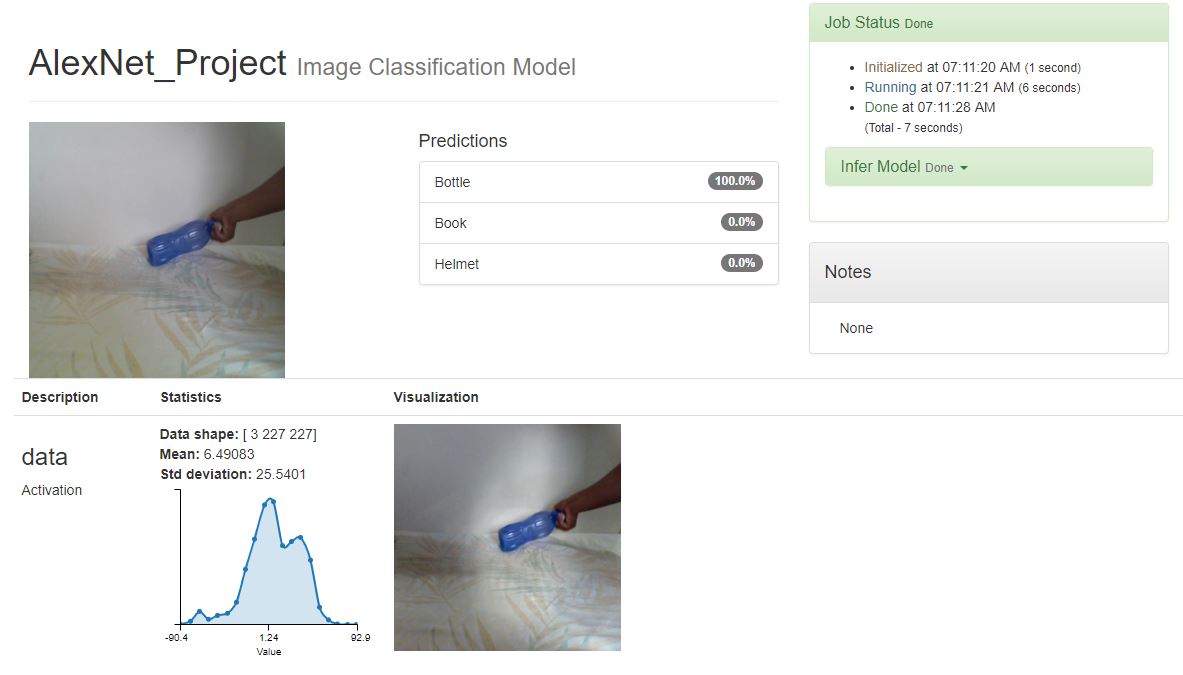 AlexNet_Project Image Classification Model
Predictions
Bottle 100.0%
Book 0.0%
Helmet 0.0%
Job Status Done
Initialized at 07:11:20 AM (1 second)
Running at 07:11:21 AM (6 seconds)
Done at 07:11:28 AM
(Total - 7 seconds)
Infer Model Done
Notes
None
Description Statistics Visualization
data
Activation
Data shape: [ 3 227 227]
Mean: 6.49083
Std deviation: 25.5401
-90.4 1.24 92.9
Value